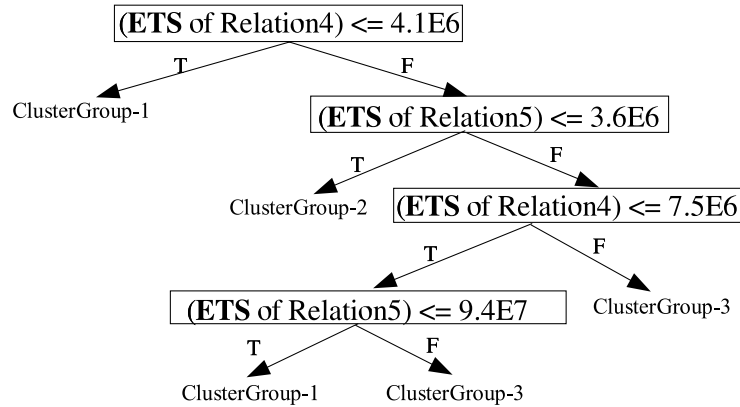 (ETS of Relation4) <= 4.1E6
T
F
ClusterGroup-1
(ETS of Relation5) <= 3.6E6
T
F
ClusterGroup-2
(ETS of Relation4) <= 7.5E6
T
F
(ETS of Relation5) <= 9.4E7
ClusterGroup-3
T
F
ClusterGroup-1
ClusterGroup-3